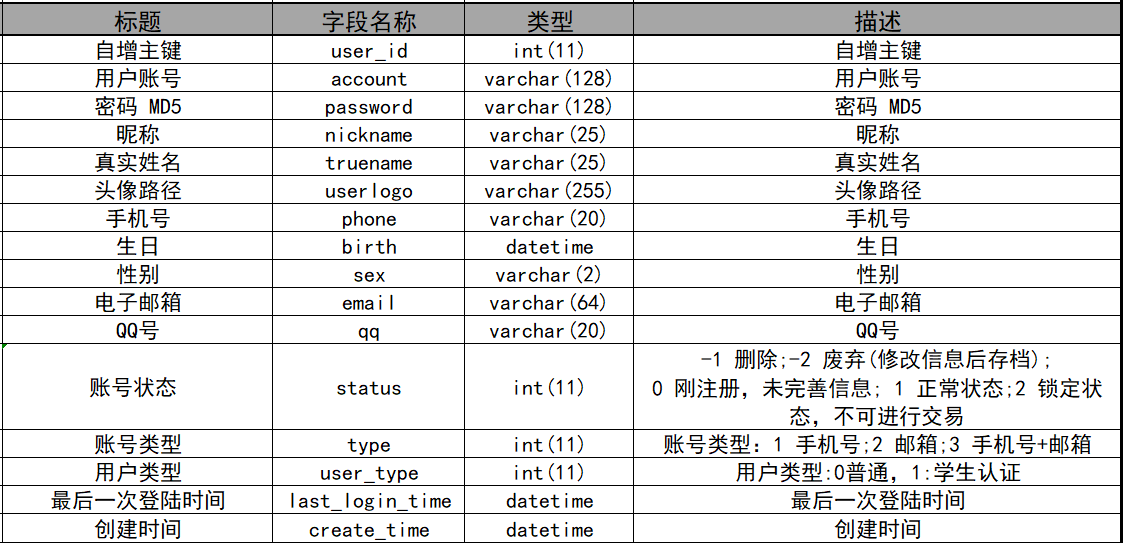 标题 字段名称 类型 描述
自增主键 user_id int(11) 自增主键
用户账号 account varchar(128) 用户账号
密码 MD5 password varchar(128) 密码 MD5
昵称 nickname varchar(25) 昵称
真实姓名 truename varchar(25) 真实姓名
头像路径 userlogo varchar(255) 头像路径
手机号 phone varchar(20) 手机号
生日 birth datetime 生日
性别 sex varchar(2) 性别
电子邮箱 email varchar(64) 电子邮箱
QQ号 qq varchar(20) QQ号
账号状态 status int(11) -1 删除;-2 废弃(修改信息后存档);
0 刚注册，未完善信息; 1 正常状态;2 锁定状
态，不可进行交易
账号类型 type int(11) 账号类型：1 手机号;2 邮箱;3 手机号+邮箱
用户类型 user_type int(11) 用户类型:0普通，1:学生认证
最后一次登陆时间 last_login_time datetime 最后一次登陆时间
创建时间 create_time datetime 创建时间